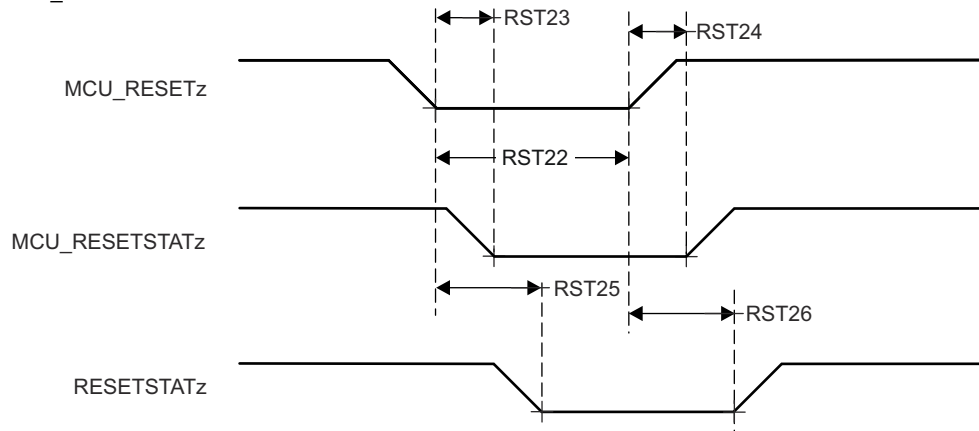 RST23
RST24
MCU_RESETz
RST22
MCU_RESETSTATz
RST25
RST26
RESETSTATz